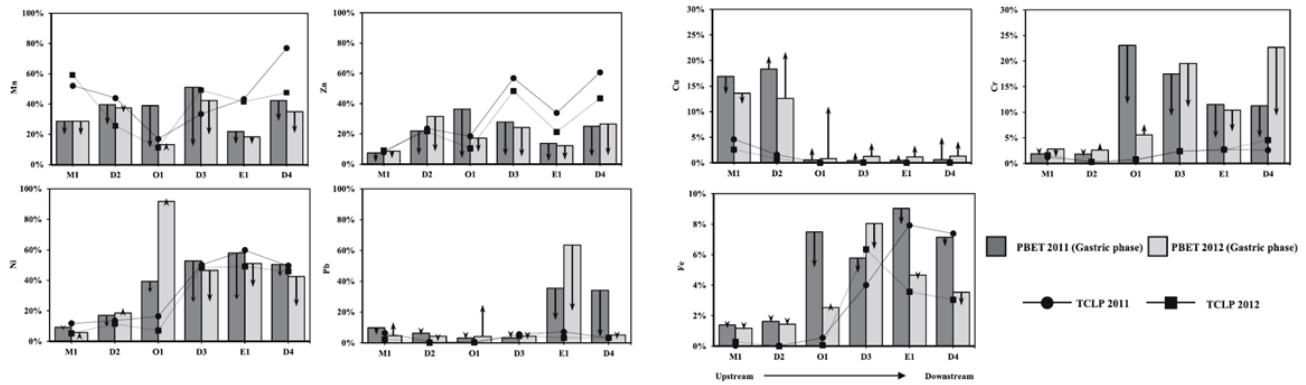 100%
80%
60%
40%
20%
0%
Mn
M1 D2 O1 D3 E1 D4
100%
80%
60%
40%
20%
0%
Zn
M1 D2 O1 D3 E1 D4
30%
25%
20%
15%
10%
5%
0%
Cu
M1 D2 O1 D3 E1 D4
30%
25%
20%
15%
10%
5%
0%
Cr
M1 D2 O1 D3 E1 D4
100%
80%
60%
40%
20%
0%
Ni
M1 D2 O1 D3 E1 D4
100%
80%
60%
40%
20%
0%
Pb
M1 D2 O1 D3 E1 D4
10%
8%
6%
4%
2%
0%
Fe
M1 D2 O1 D3 E1 D4
Upstream Downstream
PBET 2011 (Gastric phase) PBET 2012 (Gastric phase)
TCLP 2011 TCLP 2012